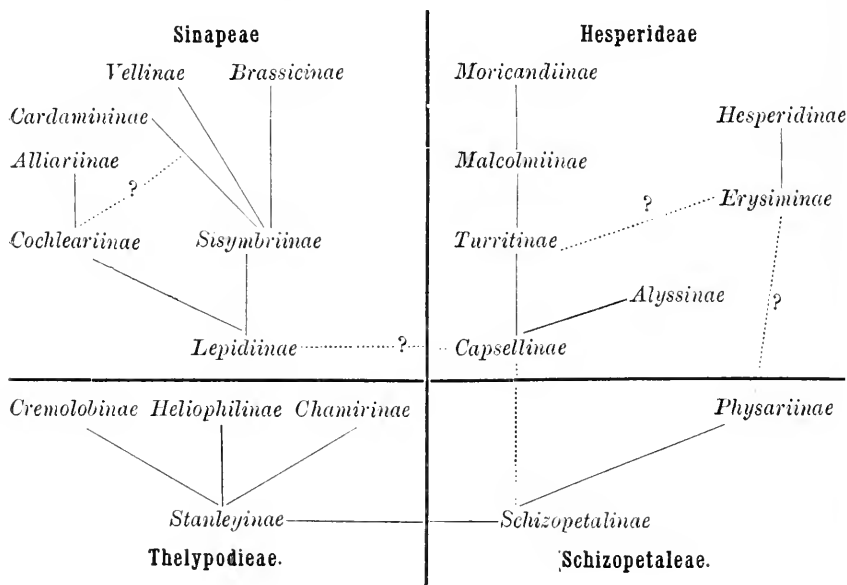 Sinapeae
Vellinae Brassicinae
Cardamininae
Alliariinae
?
Cochleariinae Sisymbriinae
Lepidiinae
?
Hesperideae
Moricandiinae
Hesperidinae
Malcolmiinae
Erysiminae
?
Turritinae
Alyssinae
?
Capsellinae
Cremolobinae Heliophilinae Chamirinae
Stanleyinae
Thelypodieae.
Physariinae
Schizopetalinae
Schizopetaleae.